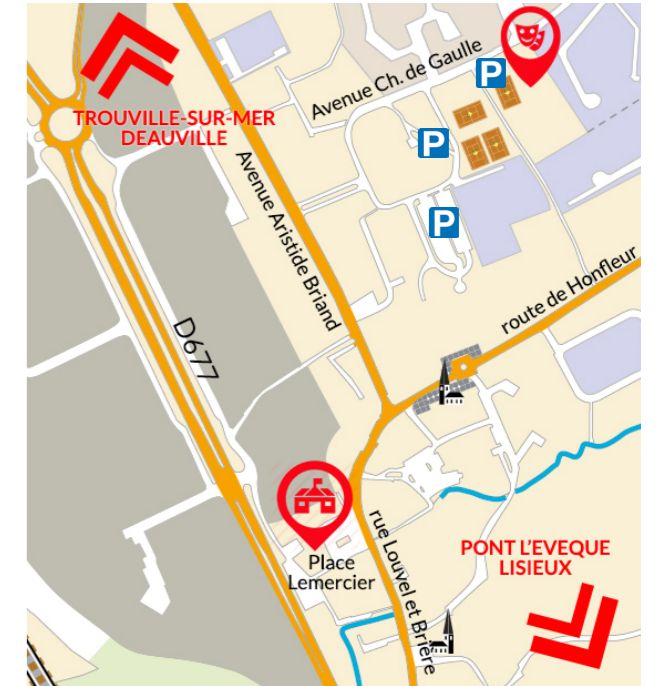 TROUVILLE-SUR-MER
DEAUVILLE
Avenue Ch. de Gaulle
P
P
P
Avenue Aristide Briand
D677
route de Honfleur
Place
Lemercier
rue Louvel et Brière
PONT L'EVEQUE
LISIEUX